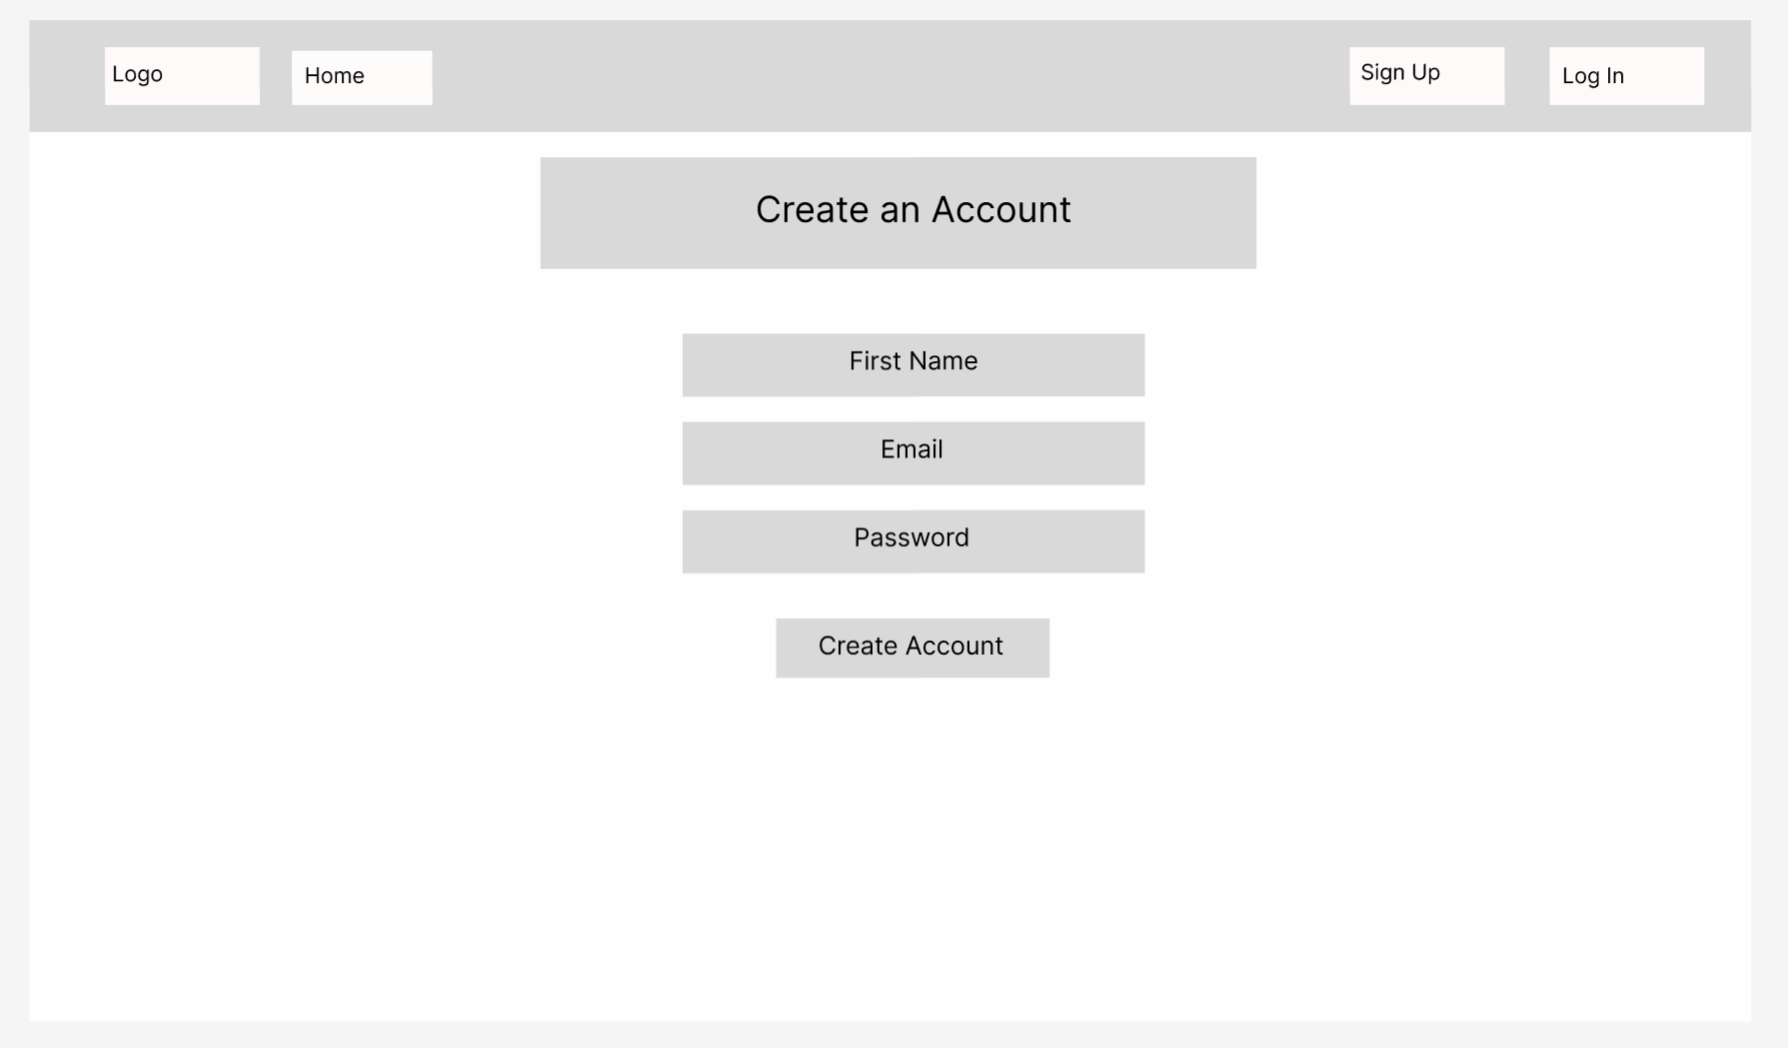 Logo
Home
Sign Up
Log In
Create an Account
First Name
Email
Password
Create Account